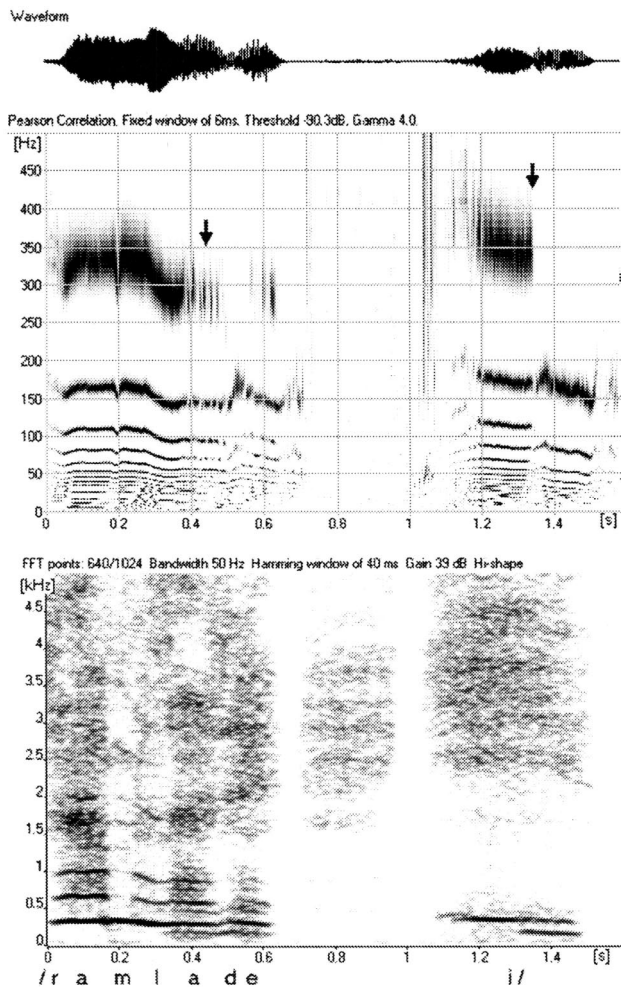 Waveform
Pearson Correlation. Fixed window of 6ms. Threshold -90.3dB. Gamma 4.0.
[Hz]
450
400
350
300
250
200
150
100
50
0
0 0.2 0.4 0.6 0.8 1 1.2 1.4 [s]
FFT points: 640/1024 Bandwidth 50 Hz Hamming window of 40 ms Gain 39 dB Hi-shape
[kHz]
4.5
4
3.5
3
2.5
2
1.5
1
0.5
0
0 0.2 0.4 0.6 0.8 1 1.2 1.4 [s]
/r a m l a d e i/